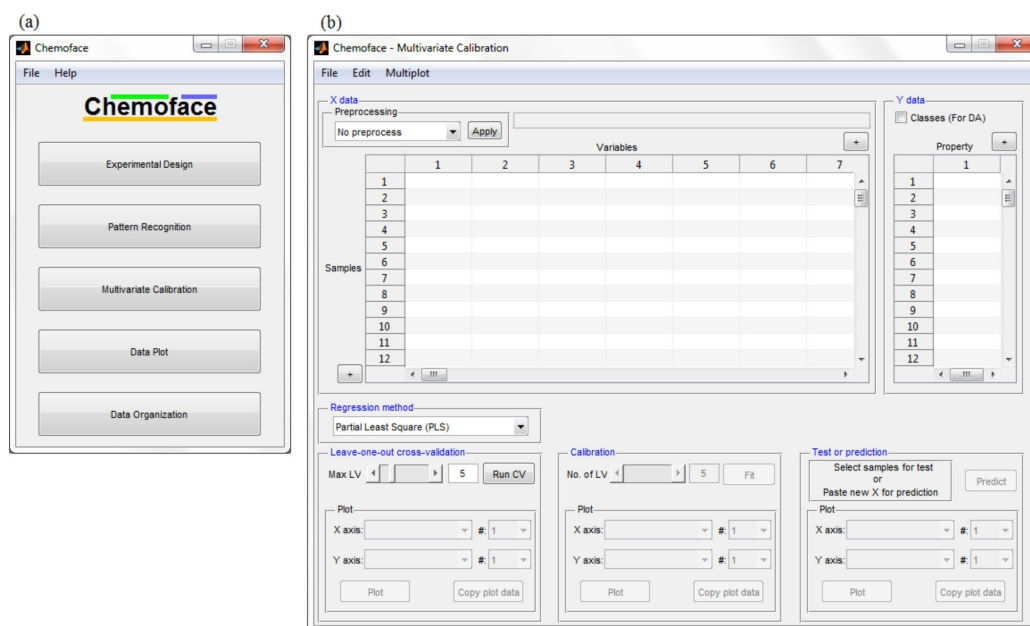 (a)
Chemoface
File Help
Chemoface
Experimental Design
Pattern Recognition
Multivariate Calibration
Data Plot
Data Organization
(b)
Chemoface - Multivariate Calibration
File Edit Multiplot
X data
Preprocessing
No preprocess Apply
Variables +
1 2 3 4 5 6 7
1
2
3
4
5
6
Samples 7
8
9
10
11
12
+
Y data
Classes (For DA)
Property +
1
1
2
3
4
5
6
7
8
9
10
11
12
Regression method
Partial Least Square (PLS)
Leave-one-out cross-validation
Max LV 5 Run CV
Plot
X axis: #: 1
Y axis: #: 1
Plot Copy plot data
Calibration
No. of LV 5 Fit
Plot
X axis: #: 1
Y axis: #: 1
Plot Copy plot data
Test or prediction
Select samples for test
or
Paste new X for prediction
Predict
Plot
X axis: #: 1
Y axis: #: 1
Plot Copy plot data